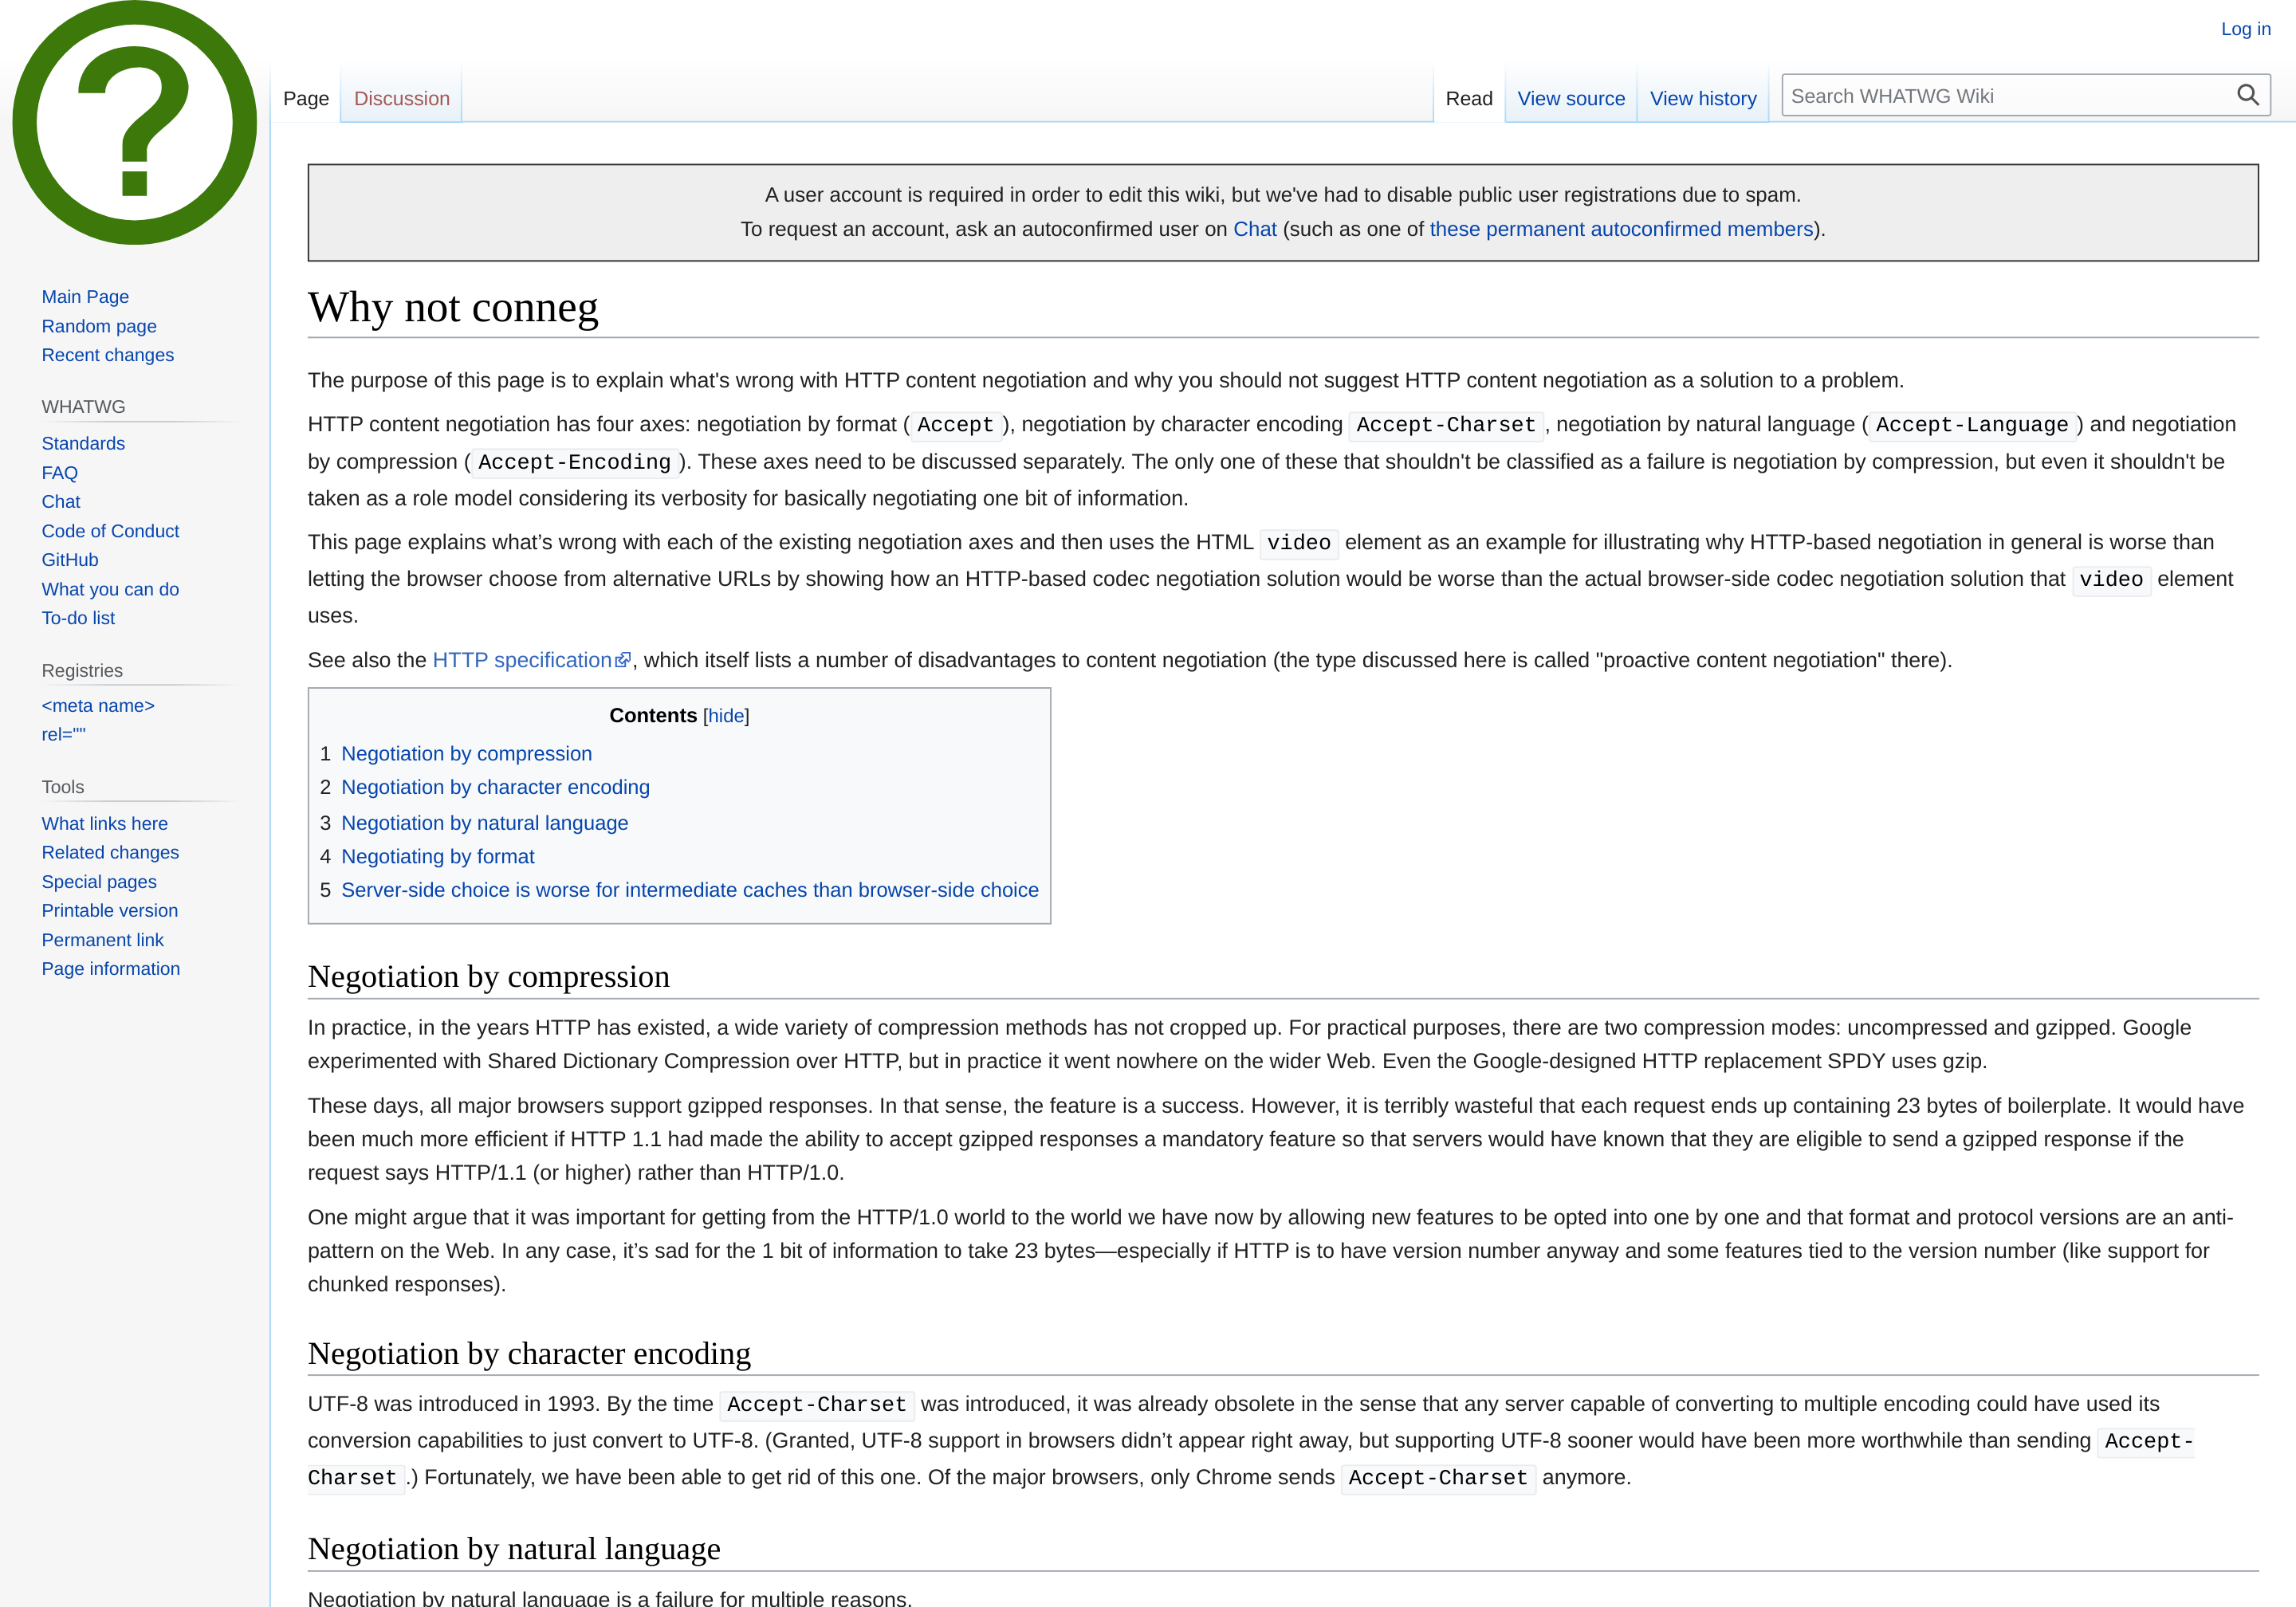 Log in
Page
Discussion
Read
View source
View history
Search WHATWG Wiki
A user account is required in order to edit this wiki, but we've had to disable public user registrations due to spam.
To request an account, ask an autoconfirmed user on Chat (such as one of these permanent autoconfirmed members).
Main Page
Random page
Recent changes
WHATWG
Standards
FAQ
Chat
Code of Conduct
GitHub
What you can do
To-do list
Registries
<meta name>
rel=""
Tools
What links here
Related changes
Special pages
Printable version
Permanent link
Page information
Why not conneg
The purpose of this page is to explain what's wrong with HTTP content negotiation and why you should not suggest HTTP content negotiation as a solution to a problem.
HTTP content negotiation has four axes: negotiation by format (Accept), negotiation by character encoding Accept-Charset, negotiation by natural language (Accept-Language) and negotiation
by compression (Accept-Encoding). These axes need to be discussed separately. The only one of these that shouldn't be classified as a failure is negotiation by compression, but even it shouldn't be
taken as a role model considering its verbosity for basically negotiating one bit of information.
This page explains what’s wrong with each of the existing negotiation axes and then uses the HTML video element as an example for illustrating why HTTP-based negotiation in general is worse than
letting the browser choose from alternative URLs by showing how an HTTP-based codec negotiation solution would be worse than the actual browser-side codec negotiation solution that video element
uses.
See also the HTTP specification, which itself lists a number of disadvantages to content negotiation (the type discussed here is called "proactive content negotiation" there).
Contents [hide]
1 Negotiation by compression
2 Negotiation by character encoding
3 Negotiation by natural language
4 Negotiating by format
5 Server-side choice is worse for intermediate caches than browser-side choice
Negotiation by compression
In practice, in the years HTTP has existed, a wide variety of compression methods has not cropped up. For practical purposes, there are two compression modes: uncompressed and gzipped. Google
experimented with Shared Dictionary Compression over HTTP, but in practice it went nowhere on the wider Web. Even the Google-designed HTTP replacement SPDY uses gzip.
These days, all major browsers support gzipped responses. In that sense, the feature is a success. However, it is terribly wasteful that each request ends up containing 23 bytes of boilerplate. It would have
been much more efficient if HTTP 1.1 had made the ability to accept gzipped responses a mandatory feature so that servers would have known that they are eligible to send a gzipped response if the
request says HTTP/1.1 (or higher) rather than HTTP/1.0.
One might argue that it was important for getting from the HTTP/1.0 world to the world we have now by allowing new features to be opted into one by one and that format and protocol versions are an anti-
pattern on the Web. In any case, it’s sad for the 1 bit of information to take 23 bytes—especially if HTTP is to have version number anyway and some features tied to the version number (like support for
chunked responses).
Negotiation by character encoding
UTF-8 was introduced in 1993. By the time Accept-Charset was introduced, it was already obsolete in the sense that any server capable of converting to multiple encoding could have used its
conversion capabilities to just convert to UTF-8. (Granted, UTF-8 support in browsers didn’t appear right away, but supporting UTF-8 sooner would have been more worthwhile than sending Accept-
Charset.) Fortunately, we have been able to get rid of this one. Of the major browsers, only Chrome sends Accept-Charset anymore.
Negotiation by natural language
Negotiation by natural language is a failure for multiple reasons.